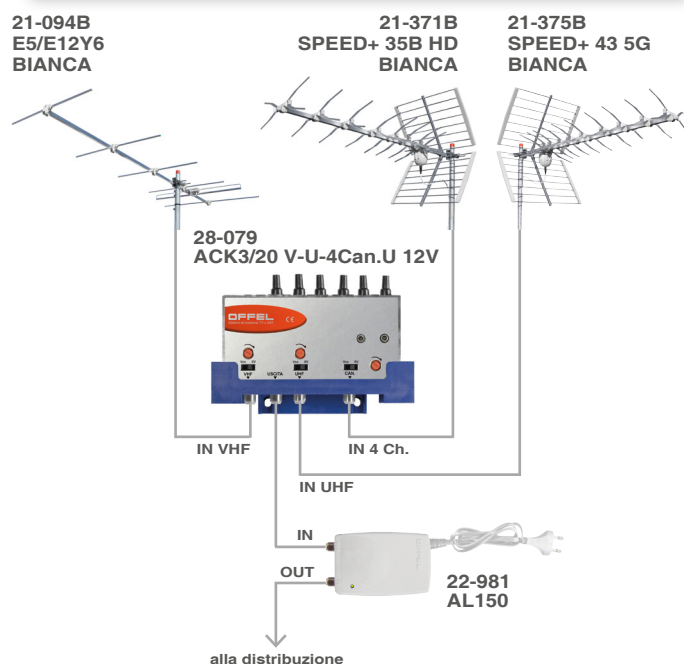 21-094B
E5/E12Y6
BIANCA
21-371B
SPEED+ 35B HD
BIANCA
21-375B
SPEED+ 43 5G
BIANCA
28-079
ACK3/20 V-U-4Can.U 12V
OFFEL
CE
VHF
USCITA
UHF
CAN.
IN VHF
IN 4 Ch.
IN UHF
IN
OUT
22-981
AL150
alla distribuzione